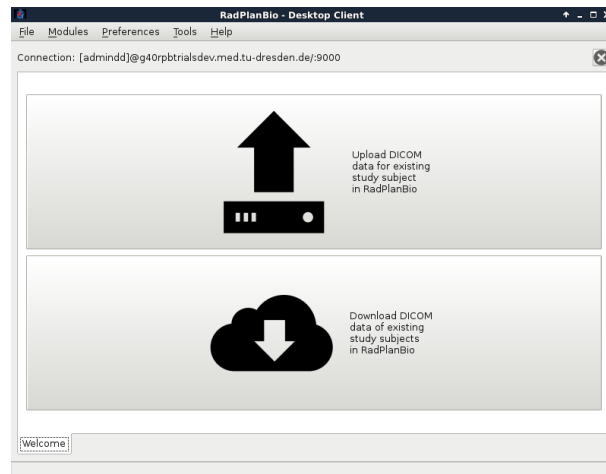 RadPlanBio - Desktop Client
File Modules Preferences Tools Help
Connection: [admindd]@g40rpbtrialsdev.med.tu-dresden.de/:9000
Upload DICOM
data for existing
study subject
in RadPlanBio
Download DICOM
data of existing
study subjects
in RadPlanBio
Welcome